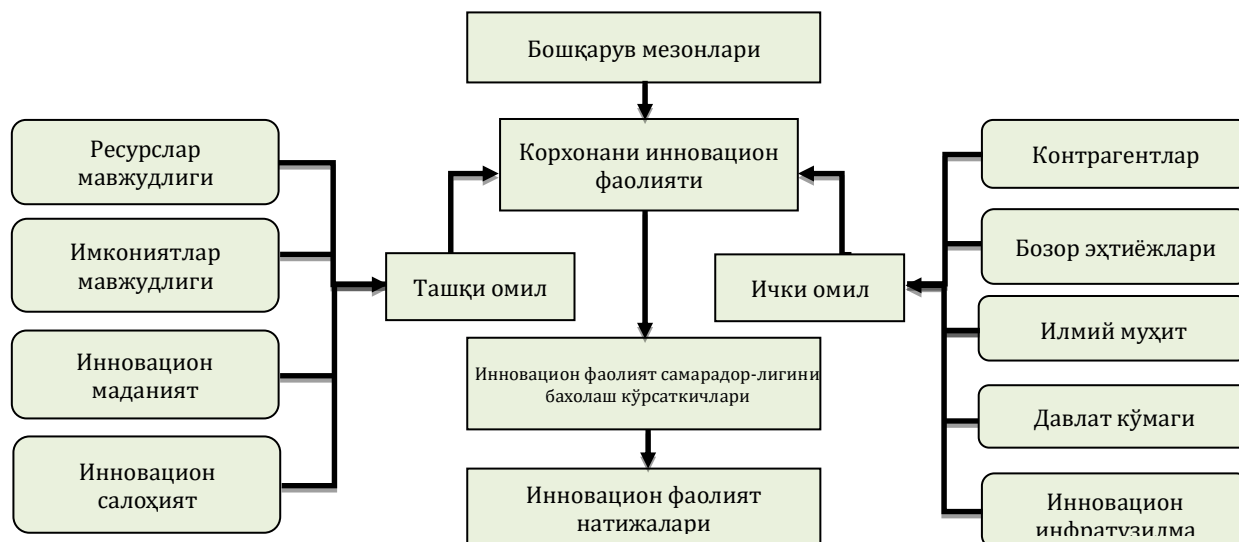 Бошқарув мезонлари
Корхонани инновацион
фаолияти
Ресурслар
мавжудлиги
Имкониятлар
мавжудлиги
Инновацион
маданият
Инновацион
салоҳият
Ташқи омил
Ички омил
Контрагентлар
Бозор эҳтиёжлари
Илмий муҳит
Давлат кўмаги
Инновацион
инфратузилма
Инновацион фаолият самарадор-лигини
бахолаш кўрсаткичлари
Инновацион фаолият
натижалари